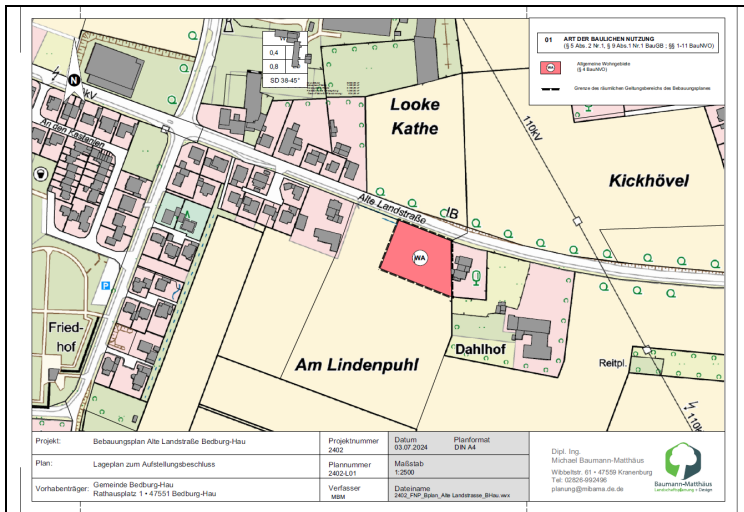 W
0,4
0,8
SD 38-45°
01 ART DER BAULICHEN NUTZUNG
(§ 5 Abs. 2 Nr.1, § 9 Abs.1 Nr.1 BauGB ; §§ 1-11 BauNVO)
WA Allgemeine Wohngebiete
(§ 4 BauNVO)
Grenze des räumlichen Geltungsbereichs des Bebauungsplanes
N
kV
An den Kastanien
Looke
Kathe
110kV
Kickhövel
Alte Landstraße
IB
WA
P
Fried-
hof
Am Lindenpuhl
Dahlhof
Reitpl.
110k
Projekt: Bebauungsplan Alte Landstraße Bedburg-Hau
Projektnummer
2402
Datum
03.07.2024
Planformat
DIN A4
Plan: Lageplan zum Aufstellungsbeschluss
Plannummer
2402-L01
Maßstab
1:2500
Vorhabenträger: Gemeinde Bedburg-Hau
Rathausplatz 1 • 47551 Bedburg-Hau
Verfasser
MBM
Dateiname
2402_FNP_Bplan_Alte Landstrasse_BHau.vwx
Dipl. Ing.
Michael Baumann-Matthäus
Wibbeltstr. 61 • 47559 Kranenburg
Tel: 02826-992496
planung@mibama.de.de
Baumann-Matthäus
Landschaftsplanung • Design